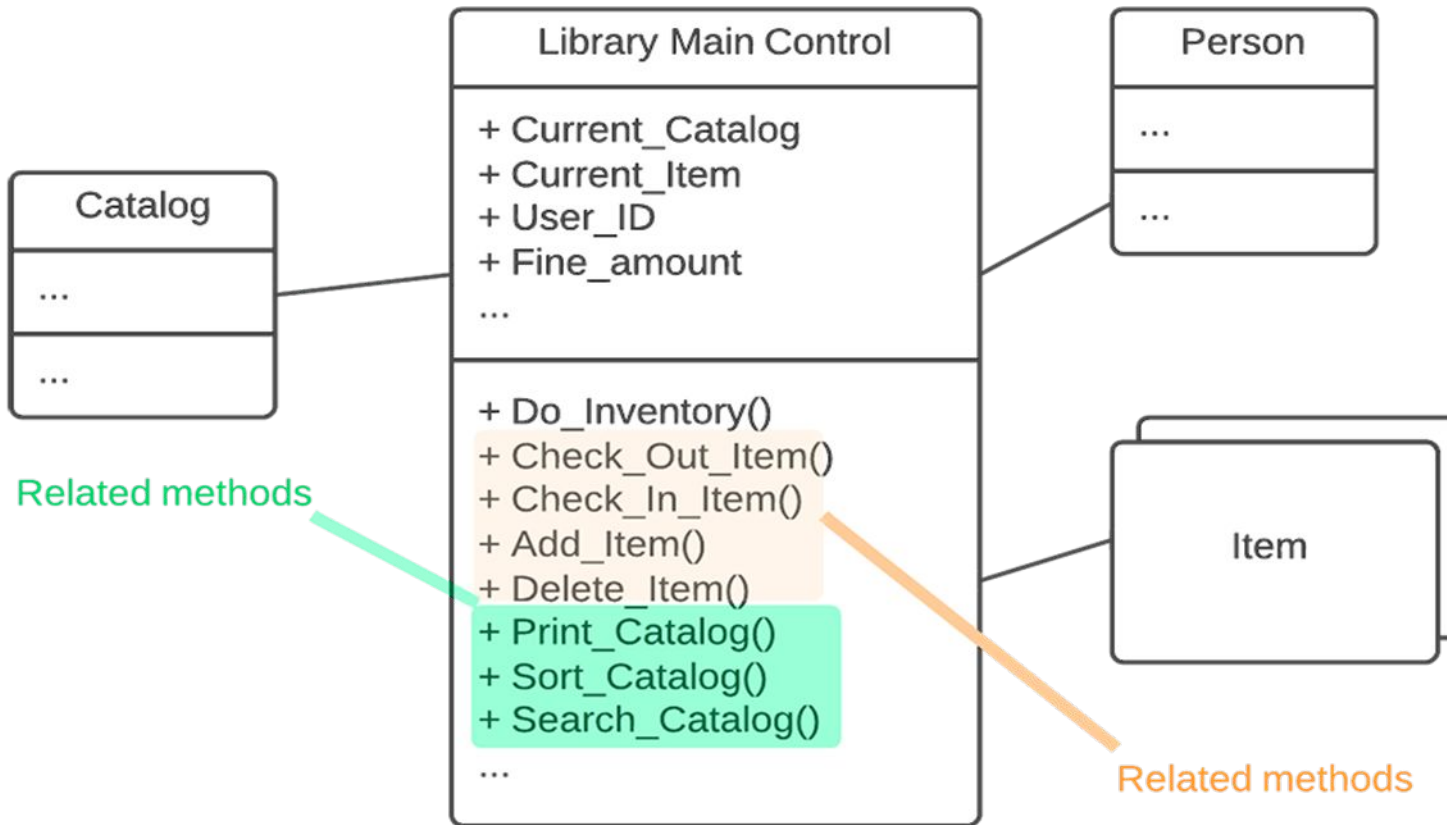 Catalog
...
...
Related methods
Library Main Control
+ Current_Catalog
+ Current_Item
+ User_ID
+ Fine_amount
...
+ Do_Inventory()
+ Check_Out_Item()
+ Check_In_Item()
+ Add_Item()
+ Delete_Item()
+ Print_Catalog()
+ Sort_Catalog()
+ Search_Catalog()
...
Person
...
...
Item
Related methods